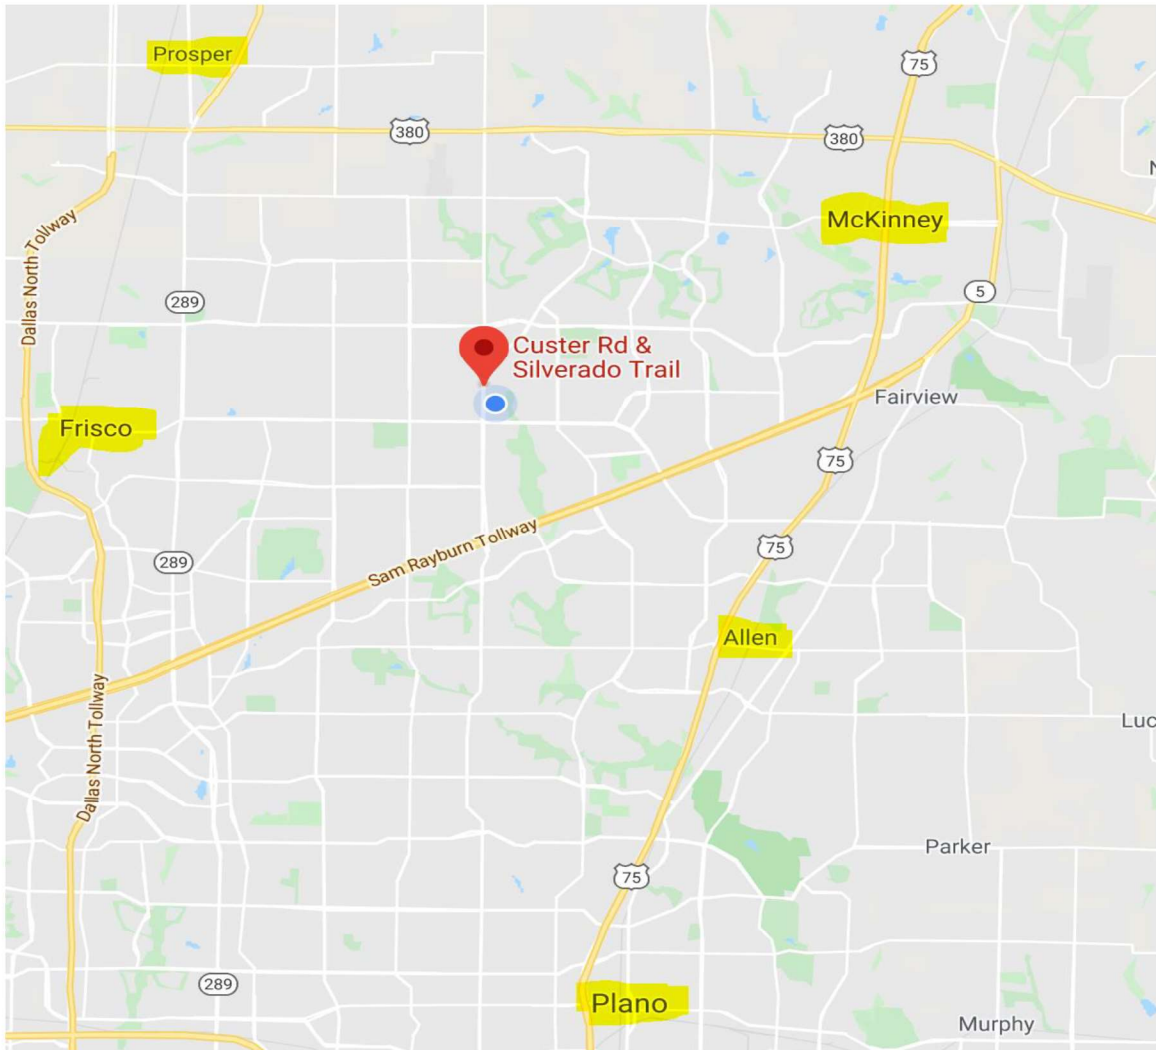 Prosper
75
380
380
McKinney
Dallas North Tollway
289
5
Custer Rd &
Silverado Trail
Fairview
Frisco
75
75
289
Sam Rayburn Tollway
Allen
Dallas North Tollway
Luc
Parker
75
289
Plano
Murphy